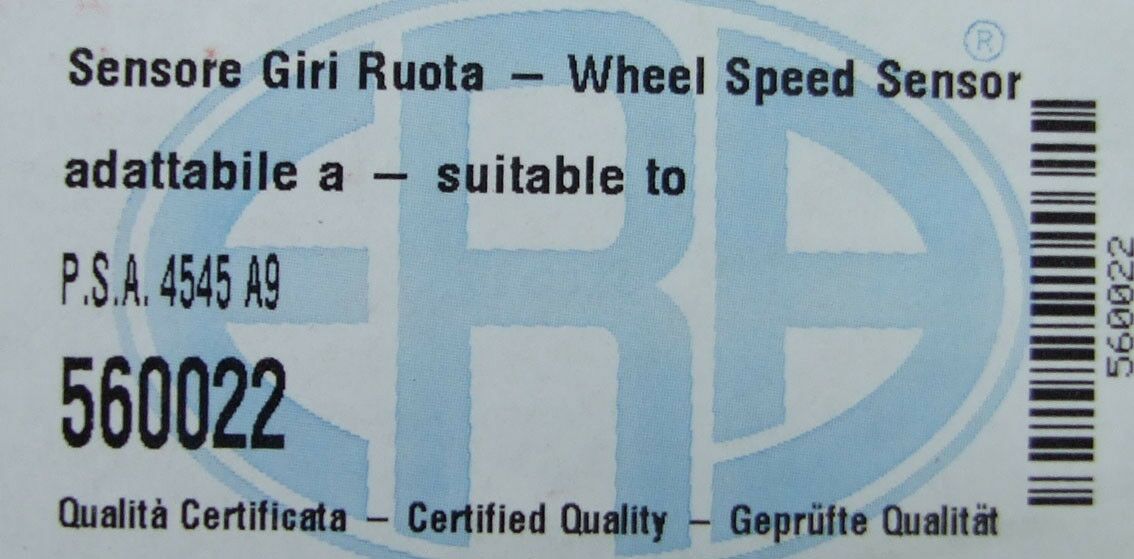 Sensore Giri Ruota – Wheel Speed Sensor
adattabile a – suitable to
P.S.A. 4545 A9
560022
Qualità Certificata – Certified Quality – Geprüfte Qualität
560022
ERA
®